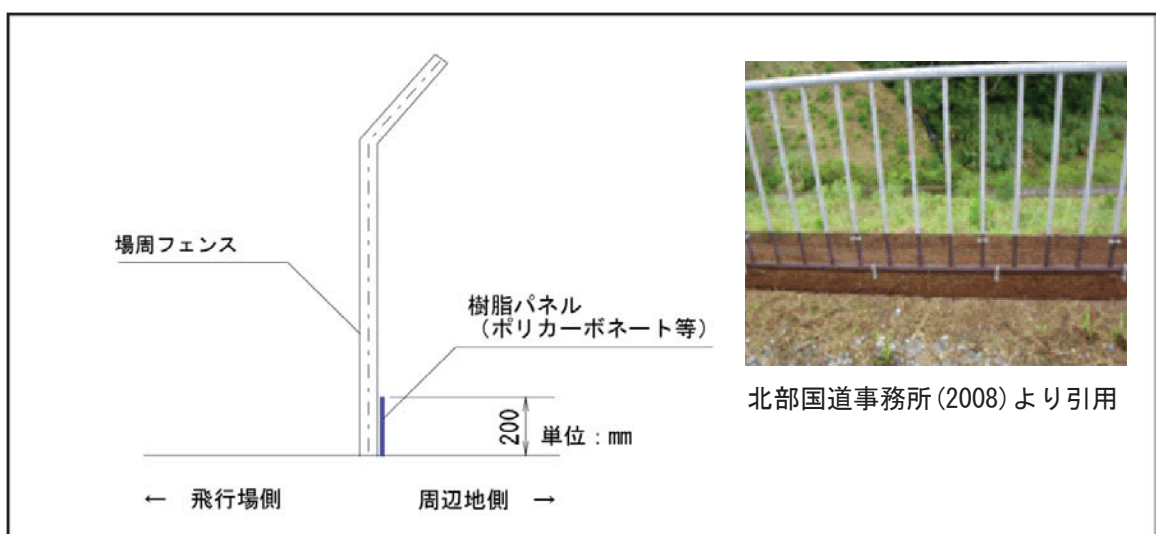 場周フェンス
樹脂パネル
（ポリカーボネート等）
200
単位：mm
← 飛行場側
周辺地側 →
北部国道事務所(2008)より引用